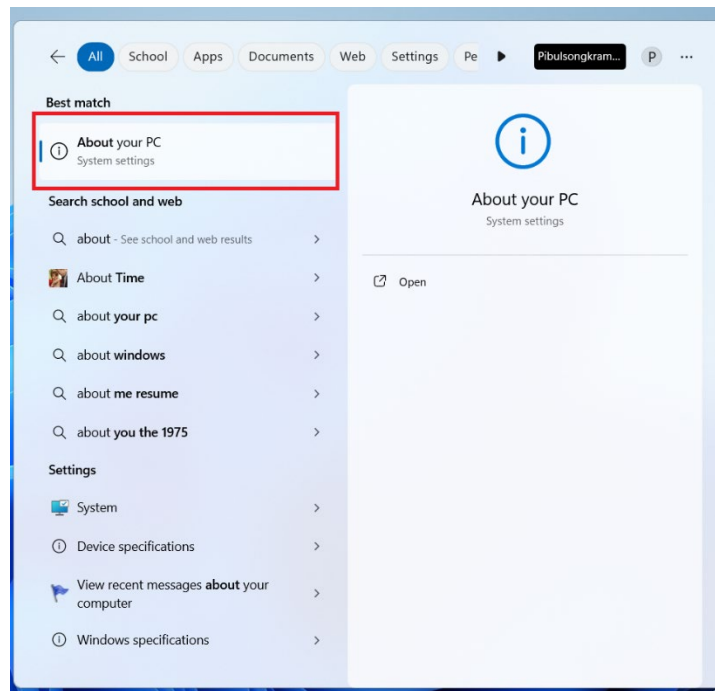 All School Apps Documents Web Settings Pe Pibulsongkram... P ...
Best match
About your PC
System settings
Search school and web
about - See school and web results
About Time
about your pc
about windows
about me resume
about you the 1975
Settings
System
Device specifications
View recent messages about your
computer
Windows specifications
About your PC
System settings
Open